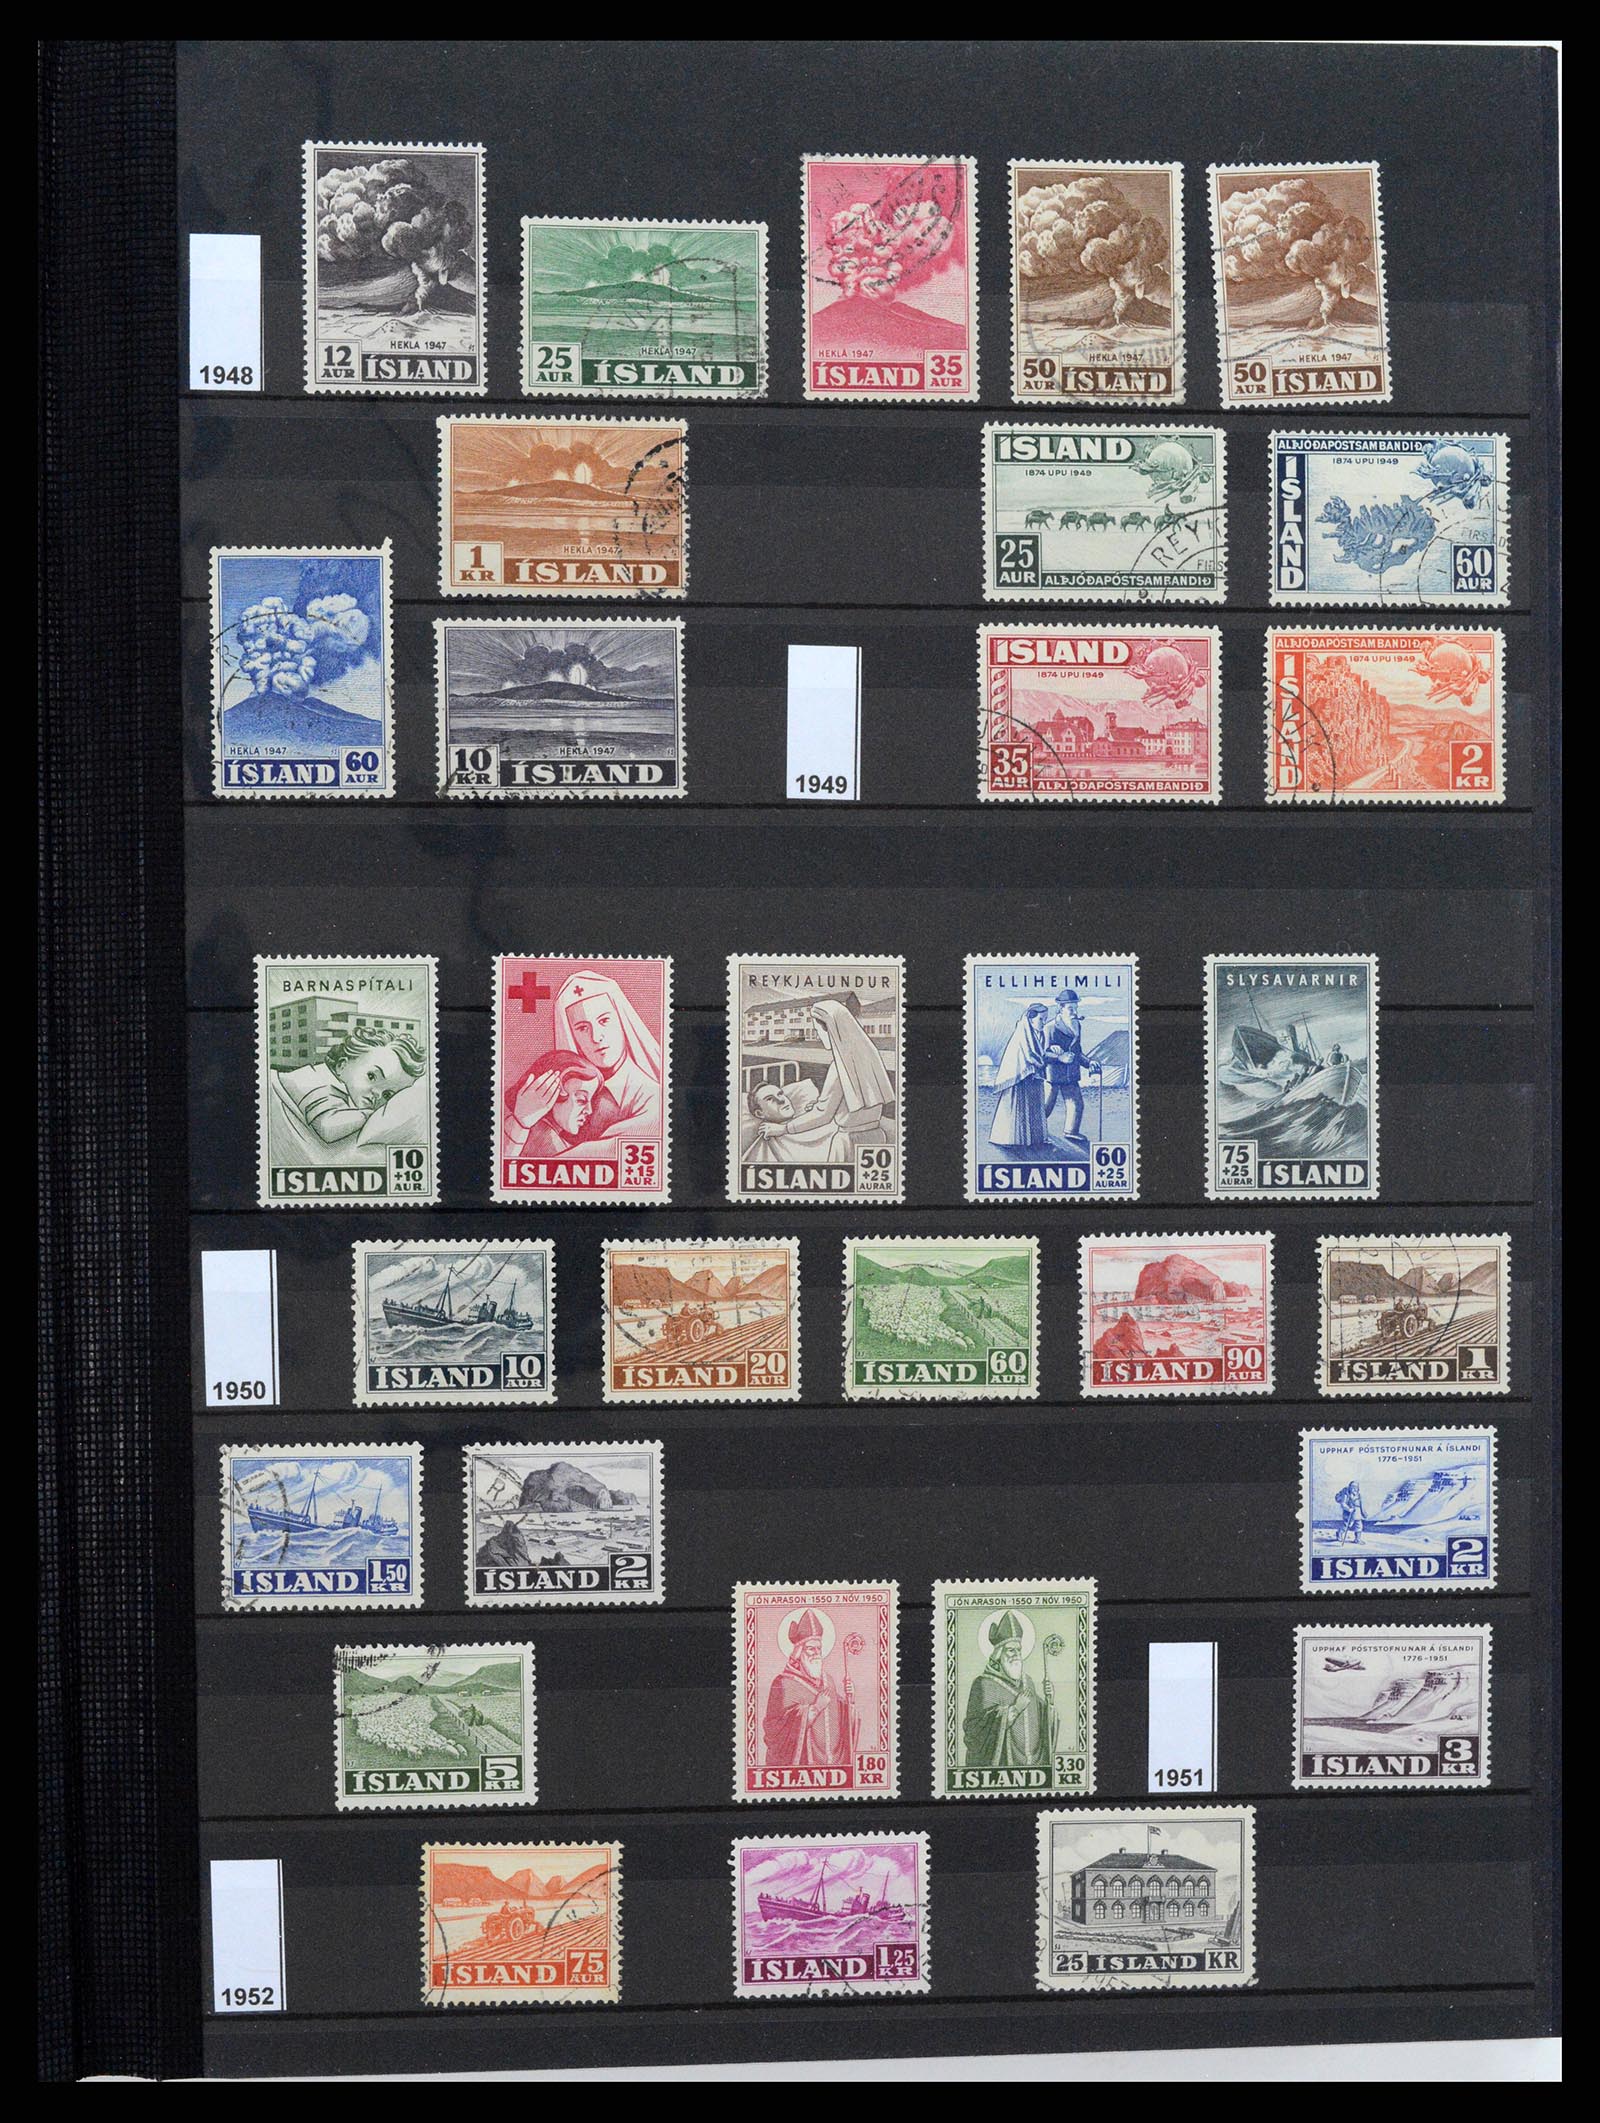 1948
HEKLA 1947
12 AUR ÍSLAND
HEKLA 1947
25 AUR ÍSLAND
HEKLA 1947
ÍSLAND 35 AUR
HEKLA 1947
50 AUR ÍSLAND
HEKLA 1947
50 AUR ÍSLAND
HEKLA 1947
1 KR ÍSLAND
ÍSLAND
1874 UPU 1949
REY
FIRS
25 AUR ALÞJÓÐAPÓSTSAMBANDIÐ
ALÞJÓÐAPÓSTSAMBANDIÐ
1874 UPU 1949
ÍSLAND
FIRST D
60 AUR
HEKLA 1947
ÍSLAND 60 AUR
HEKLA 1947
10 KR ÍSLAND
1949
ÍSLAND
1874 UPU 1949
35 AUR ALÞJÓÐAPÓSTSAMBANDIÐ
ALÞJÓÐAPÓSTSAMBANDIÐ
1874 UPU 1949
ÍSLAND
2 KR
BARNASPÍTALI
ÍSLAND 10 +10 AUR.
ÍSLAND 35 +15 AUR.
REYKJALUNDUR
ÍSLAND 50 +25 AURAR
ELLIHEIMILI
ÍSLAND 60 +25 AURAR
SLYSAVARNIR
75 +25 AURAR ÍSLAND
1950
ÍSLAND 10 AUR
ÍSLAND 20 AUR
ÍSLAND 60 AUR
ÍSLAND 90 AUR
ÍSLAND 1 KR
ÍSLAND 1.50 KR
ÍSLAND 2 KR
UPPHAF PÓSTSTOFNUNAR Á ÍSLANDI
1776-1951
ÍSLAND 2 KR
ÍSLAND 5 KR
JÓN ARASON · 1550 7. NÓV. 1950
ÍSLAND 1.80 KR
JÓN ARASON · 1550 7. NÓV. 1950
ÍSLAND 3.30 KR
1951
UPPHAF PÓSTSTOFNUNAR Á ÍSLANDI
1776-1951
ÍSLAND 3 KR
1952
ÍSLAND 75 AUR
ÍSLAND 1.25 KR
25 ÍSLAND KR